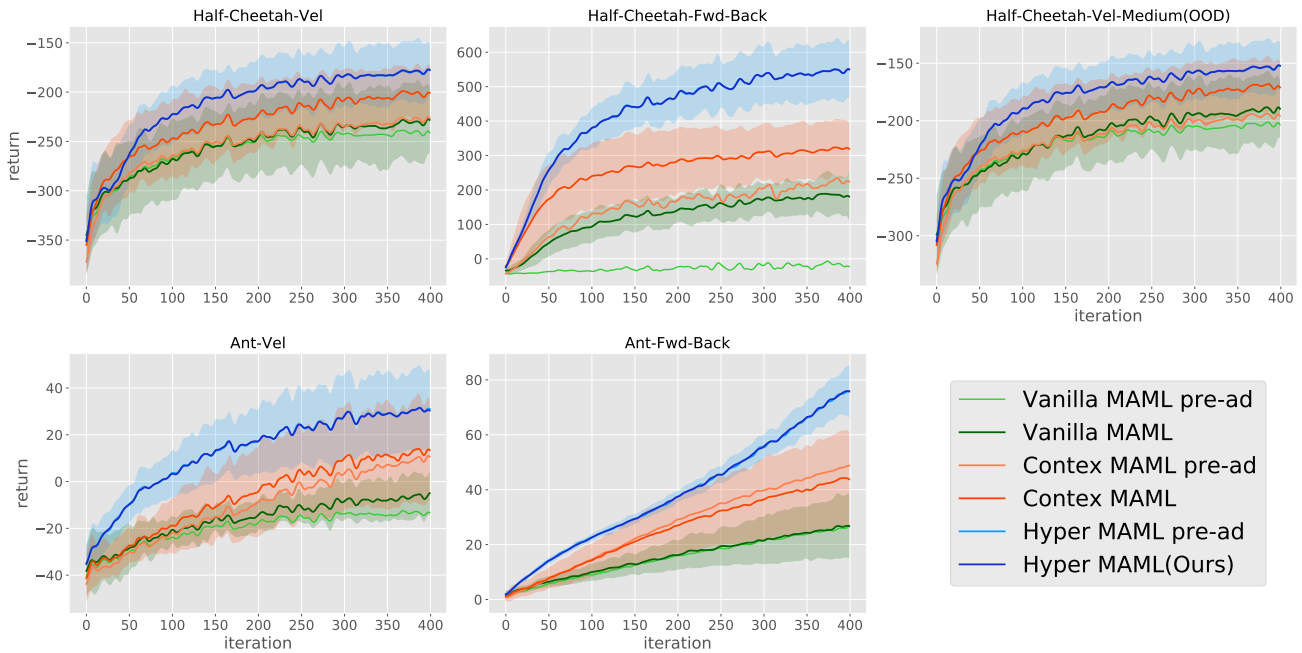 Half-Cheetah-Vel
Half-Cheetah-Fwd-Back
Half-Cheetah-Vel-Medium(OOD)
return
−150
−200
−250
−300
−350
0 50 100 150 200 250 300 350 400
600
500
400
300
200
100
0
0 50 100 150 200 250 300 350 400
−150
−200
−250
−300
0 50 100 150 200 250 300 350 400
iteration
Ant-Vel
Ant-Fwd-Back
return
40
20
0
−20
−40
0 50 100 150 200 250 300 350 400
iteration
80
60
40
20
0
0 50 100 150 200 250 300 350 400
iteration
Vanilla MAML pre-ad
Vanilla MAML
Contex MAML pre-ad
Contex MAML
Hyper MAML pre-ad
Hyper MAML(Ours)